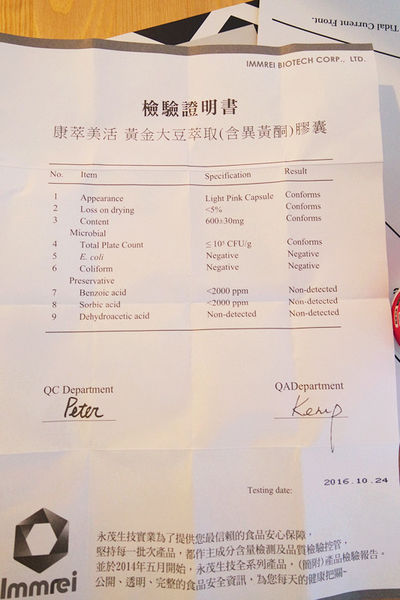 Tidal Current Front.
IMMREI BIOTECH CORP., LTD.
檢驗證明書
康萃美活 黃金大豆萃取(含異黃酮)膠囊
No. Item Specification Result
1 Appearance Light Pink Capsule Conforms
2 Loss on drying <5% Conforms
3 Content 600±30mg Conforms
Microbial
4 Total Plate Count ≤ 10⁵ CFU/g Conforms
5 E. coli Negative Negative
6 Coliform Negative Negative
Preservative
7 Benzoic acid <2000 ppm Non-detected
8 Sorbic acid <2000 ppm Non-detected
9 Dehydroacetic acid Non-detected Non-detected
QC Department QADepartment
Peter
Testing date: 2016.10.24
永茂生技實業為了提供您最信賴的食品安心保障，
堅持每一批次產品，都作主成分含量檢測及品質檢驗控管，
並於2014年五月開始，永茂生技全系列產品，(簡附)產品檢驗報告。
公開、透明、完整的食品安全資訊，為您每天的健康把關~
Immrei